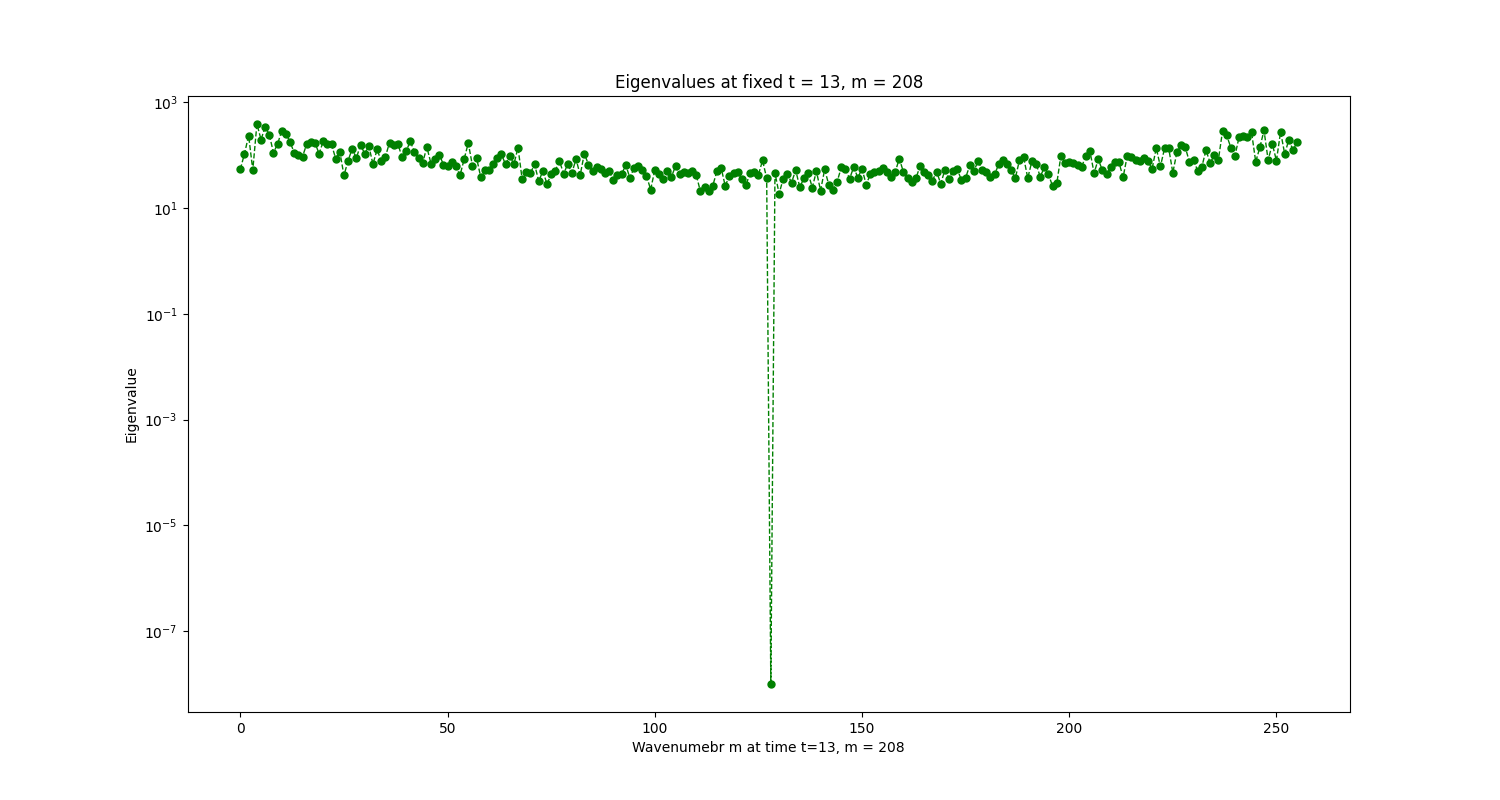 Eigenvalues at fixed t = 13, m = 208
10³
10¹
10⁻¹
10⁻³
10⁻⁵
10⁻⁷
Eigenvalue
0 50 100 150 200 250
Wavenumebr m at time t=13, m = 208